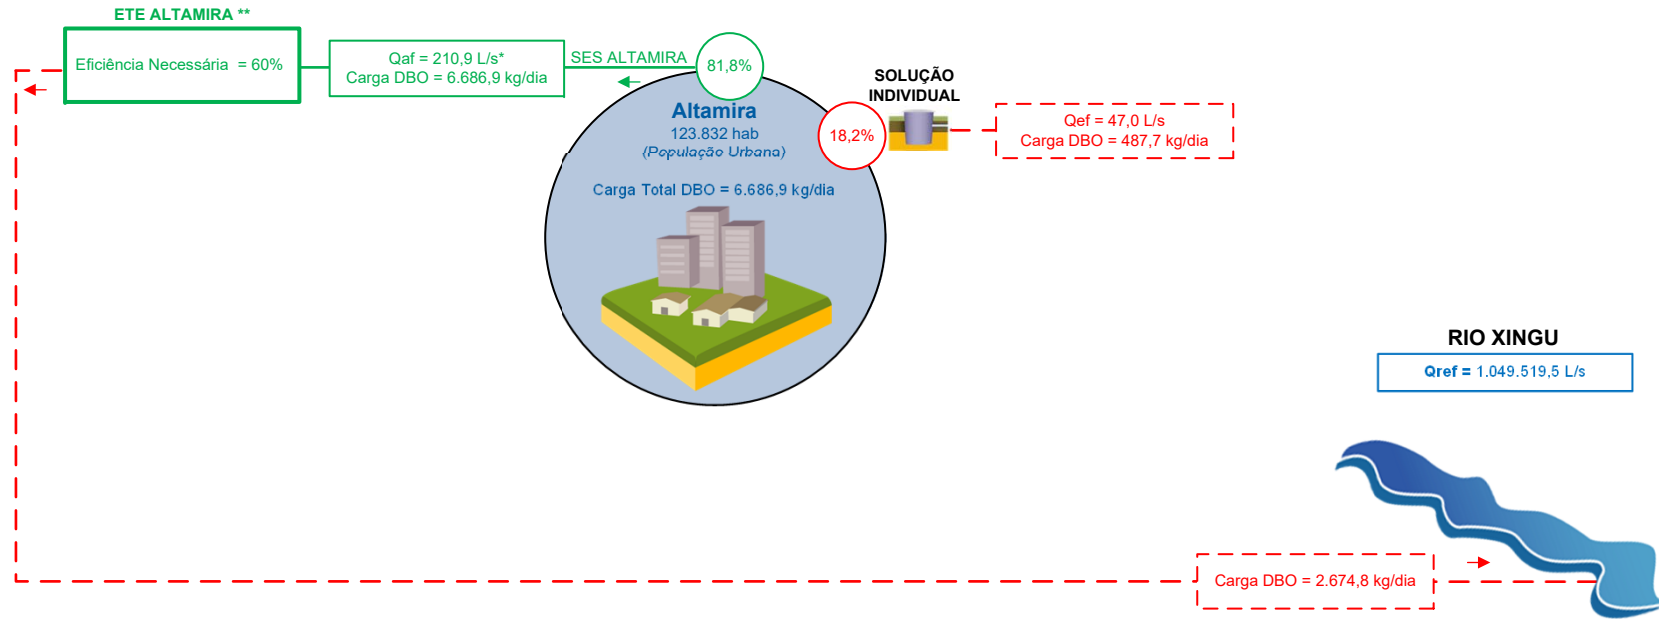 ETE ALTAMIRA **
Eficiência Necessária = 60%
Qaf = 210,9 L/s*
Carga DBO = 6.686,9 kg/dia
SES ALTAMIRA
81,8%
Altamira
123.832 hab
(População Urbana)
Carga Total DBO = 6.686,9 kg/dia
18,2%
SOLUÇÃO
INDIVIDUAL
Qef = 47,0 L/s
Carga DBO = 487,7 kg/dia
RIO XINGU
Qref = 1.049.519,5 L/s
Carga DBO = 2.674,8 kg/dia